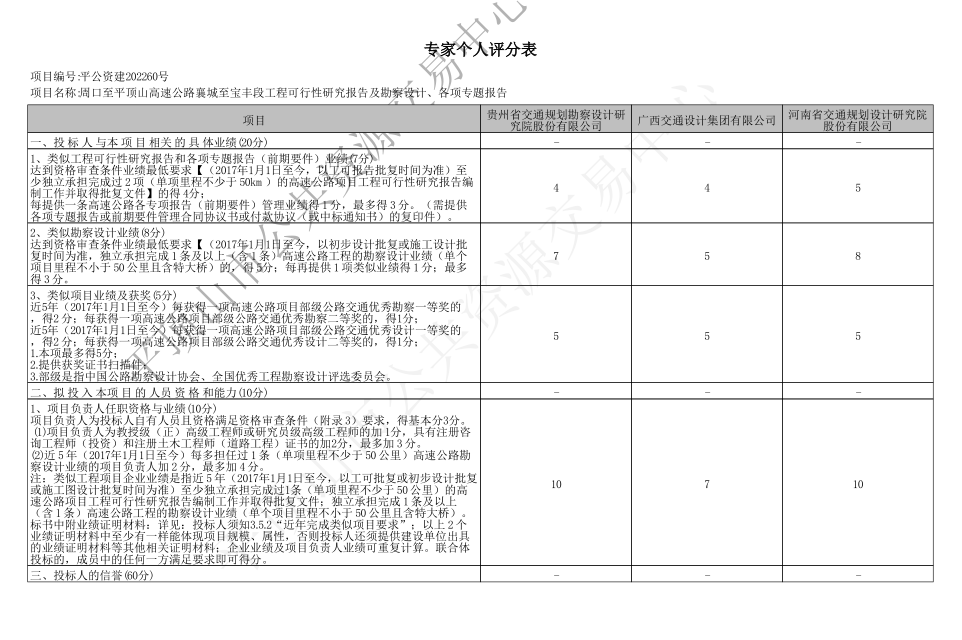 专家个人评分表
项目编号:平公资建202260号
项目名称:周口至平顶山高速公路襄城至宝丰段工程可行性研究报告及勘察设计、各项专题报告
项目
贵州省交通规划勘察设计研
究院股份有限公司
广西交通设计集团有限公司
河南省交通规划设计研究院
股份有限公司
一、投标人与本项目相关的具体业绩(20分)
-
-
-
1、类似工程可行性研究报告和各项专题报告（前期要件）业绩(7分)
达到资格审查条件业绩最低要求【（2017年1月1日至今，以工可报告批复时间为准）至
少独立承担完成过 2 项（单项里程不少于 50km ）的高速公路项目工程可行性研究报告编
制工作并取得批复文件】的得 4分；
每提供一条高速公路各专项报告（前期要件）管理业绩得 1 分，最多得 3 分。（需提供
各项专题报告或前期要件管理合同协议书或付款协议（或中标通知书）的复印件）。
4
4
5
2、类似勘察设计业绩(8分)
达到资格审查条件业绩最低要求【（2017年1月1日至今，以初步设计批复或施工设计批
复时间为准，独立承担完成 1 条及以上（含 1 条）高速公路工程的勘察设计业绩（单个
项目里程不小于 50 公里且含特大桥）的，得 5分；每再提供 1 项类似业绩得 1 分；最多
得 3 分。
7
5
8
3、类似项目业绩及获奖(5分)
近5年（2017年1月1日至今）每获得一项高速公路项目部级公路交通优秀勘察一等奖的
，得2 分；每获得一项高速公路项目部级公路交通优秀勘察二等奖的，得1分；
近5年（2017年1月1日至今）每获得一项高速公路项目部级公路交通优秀设计一等奖的
，得2 分；每获得一项高速公路项目部级公路交通优秀设计二等奖的，得1分；
1.本项最多得5分；
2.提供获奖证书扫描件；
3.部级是指中国公路勘察设计协会、全国优秀工程勘察设计评选委员会。
5
5
5
二、拟投入本项目的人员资格和能力(10分)
-
-
-
1、项目负责人任职资格与业绩(10分)
项目负责人为投标人自有人员且资格满足资格审查条件（附录 3）要求，得基本分3分。
(1)项目负责人为教授级（正）高级工程师或研究员级高级工程师的加 1分，具有注册咨
询工程师（投资）和注册土木工程师（道路工程）证书的加2分，最多加 3 分。
(2)近 5 年（2017年1月1日至今）每多担任过 1 条（单项里程不少于 50 公里）高速公路勘
察设计业绩的项目负责人加 2 分，最多加 4 分。
注：类似工程项目企业业绩是指近 5 年（2017年1月1日至今，以工可批复或初步设计批复
或施工图设计批复时间为准）至少独立承担完成过1条（单项里程不少于 50 公里）的高
速公路项目工程可行性研究报告编制工作并取得批复文件；独立承担完成 1 条及以上
（含 1 条）高速公路工程的勘察设计业绩（单个项目里程不小于 50 公里且含特大桥）。
标书中附业绩证明材料：详见：投标人须知3.5.2“近年完成类似项目要求”；以上 2 个
业绩证明材料中至少有一样能体现项目规模、属性，否则投标人还须提供建设单位出具
的业绩证明材料等其他相关证明材料；企业业绩及项目负责人业绩可重复计算。联合体
投标的，成员中的任何一方满足要求即可得分。
10
7
10
三、投标人的信誉(60分)
-
-
-